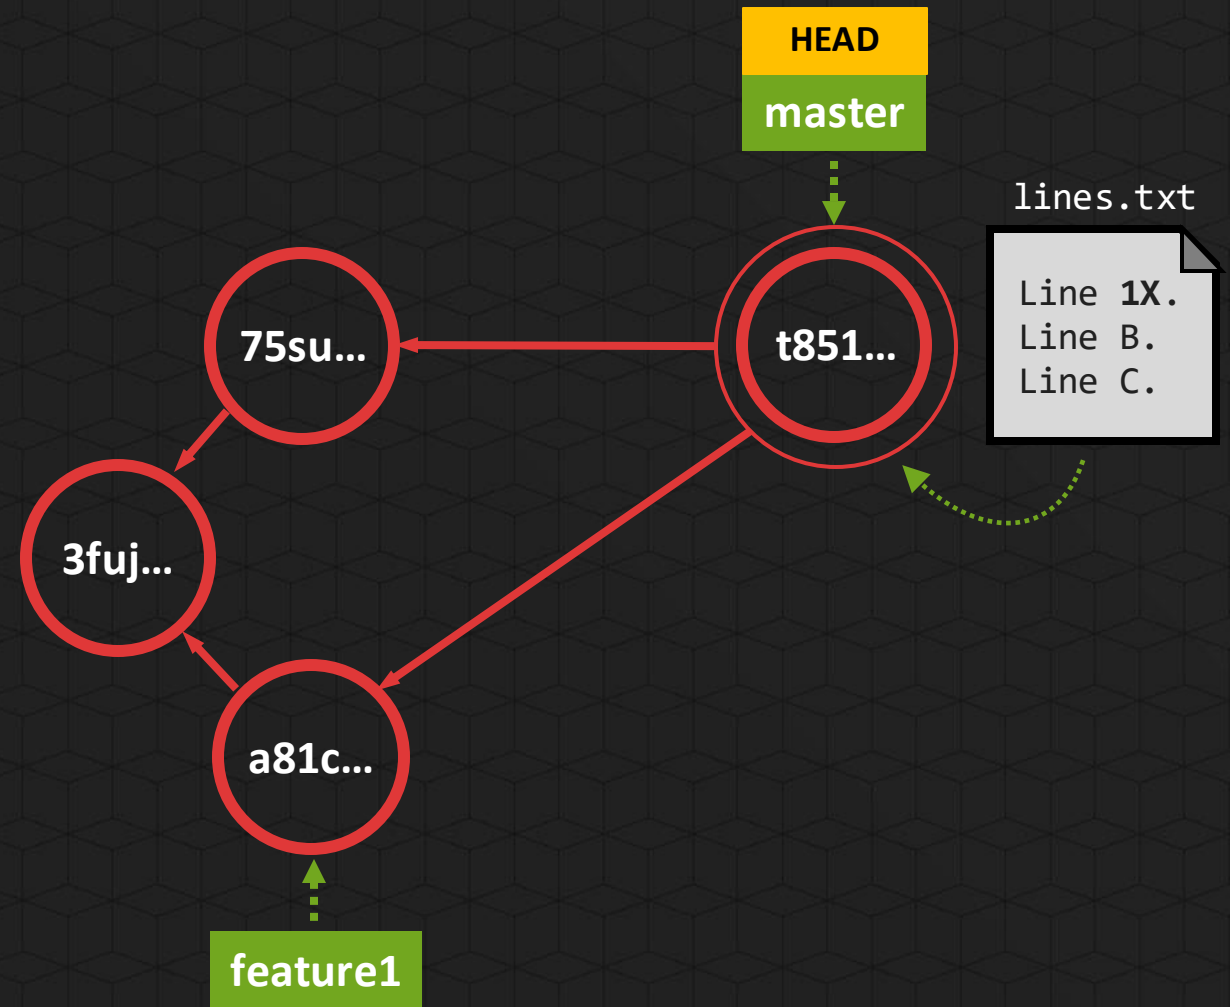 HEAD
master
lines.txt
Line 1X.
Line B.
Line C.
75su…
t851…
3fuj…
a81c…
feature1